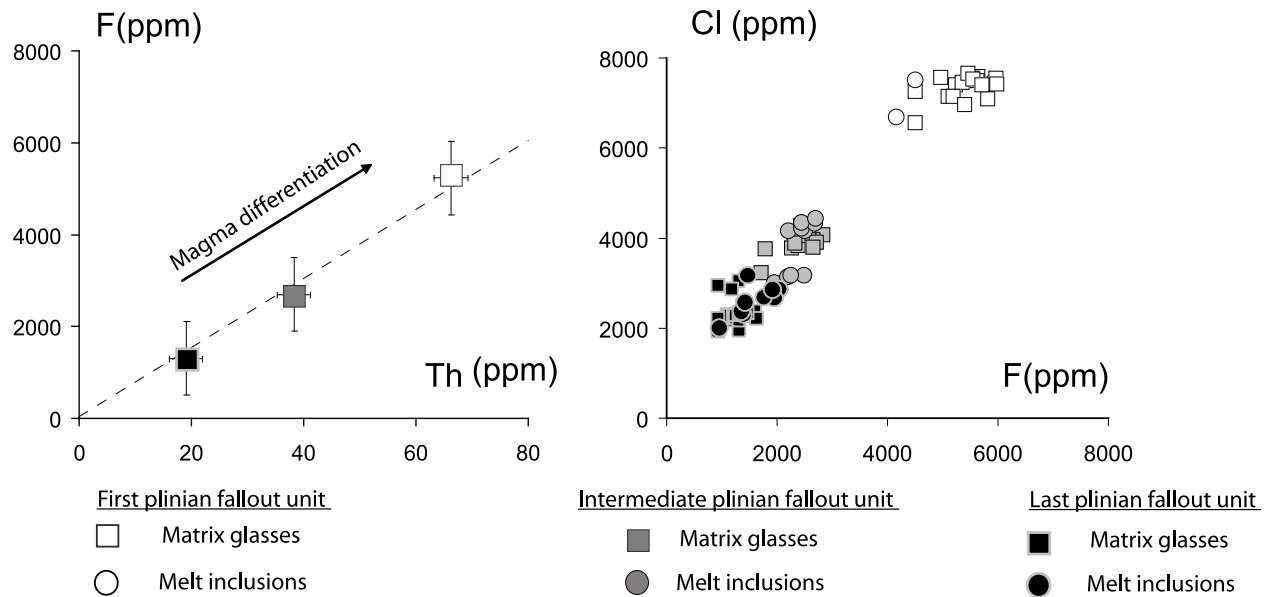 F(ppm)
8000
6000
4000
2000
0
Magma differentiation
Th (ppm)
0 20 40 60 80
Cl (ppm)
8000
6000
4000
2000
0
F(ppm)
0 2000 4000 6000 8000
First plinian fallout unit
Matrix glasses
Melt inclusions
Intermediate plinian fallout unit
Matrix glasses
Melt inclusions
Last plinian fallout unit
Matrix glasses
Melt inclusions